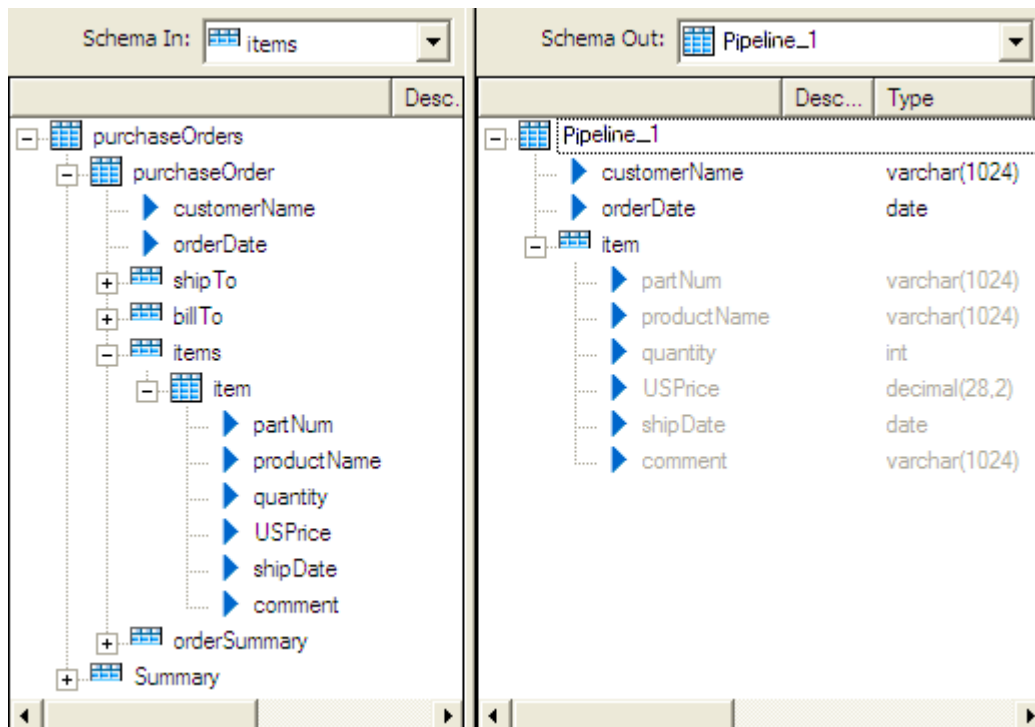 Schema In: items
Desc.
purchaseOrders
purchaseOrder
customerName
orderDate
shipTo
billTo
items
item
partNum
productName
quantity
USPrice
shipDate
comment
orderSummary
Summary
Schema Out: Pipeline_1
Desc... Type
Pipeline_1
customerName varchar(1024)
orderDate date
item
partNum varchar(1024)
productName varchar(1024)
quantity int
USPrice decimal(28,2)
shipDate date
comment varchar(1024)